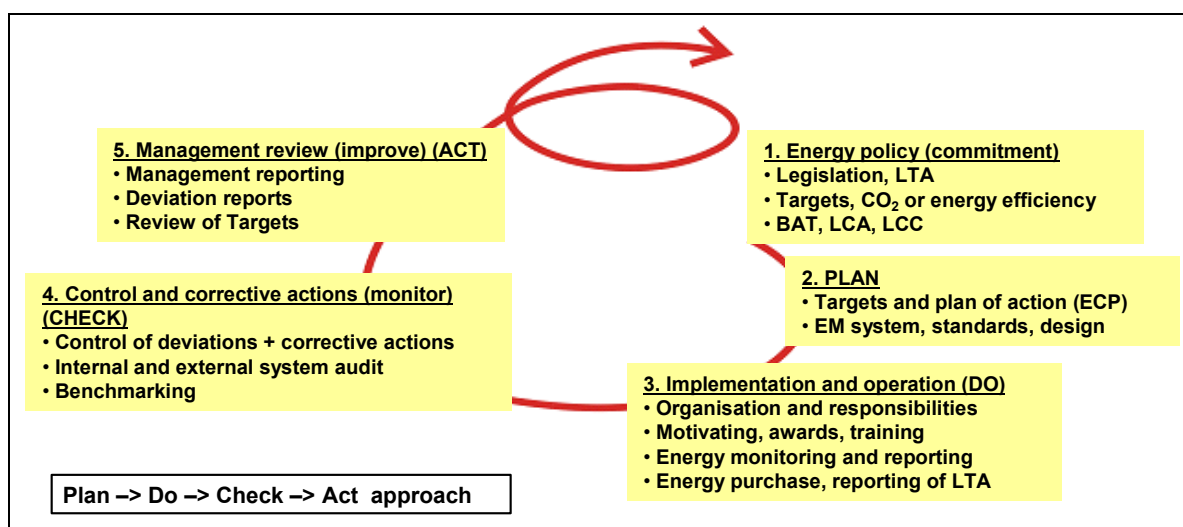 1. Energy policy (commitment)
• Legislation, LTA
• Targets, CO₂ or energy efficiency
• BAT, LCA, LCC
2. PLAN
• Targets and plan of action (ECP)
• EM system, standards, design
3. Implementation and operation (DO)
• Organisation and responsibilities
• Motivating, awards, training
• Energy monitoring and reporting
• Energy purchase, reporting of LTA
4. Control and corrective actions (monitor)
(CHECK)
• Control of deviations + corrective actions
• Internal and external system audit
• Benchmarking
5. Management review (improve) (ACT)
• Management reporting
• Deviation reports
• Review of Targets
Plan –> Do –> Check –> Act approach